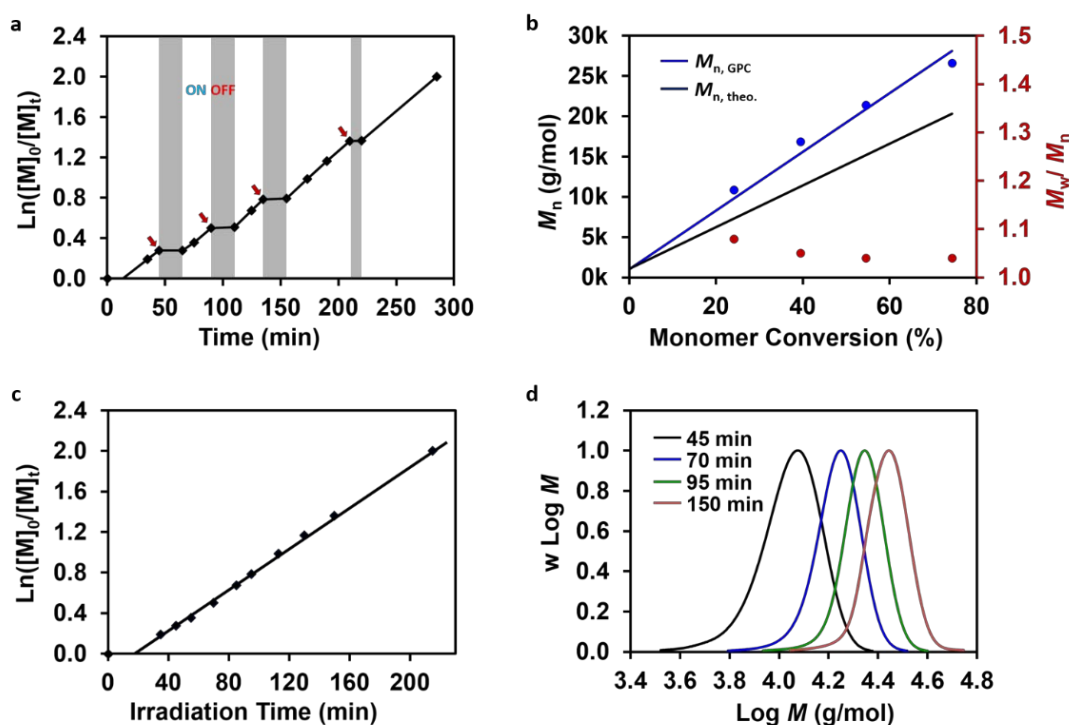 a
2.4
2.0
1.6
1.2
0.8
0.4
0.0
ON OFF
0 50 100 150 200 250 300
Time (min)
Ln([M]0/[M]t)
b
30k
25k
20k
15k
10k
5k
0k
Mn, GPC
Mn, theo.
1.5
1.4
1.3
1.2
1.1
1.0
0 20 40 60 80
Monomer Conversion (%)
Mn (g/mol)
Mw/ Mn
c
2.4
2.0
1.6
1.2
0.8
0.4
0.0
0 40 80 120 160 200
Irradiation Time (min)
Ln([M]0/[M]t)
d
1.2
1.0
0.8
0.6
0.4
0.2
0.0
45 min
70 min
95 min
150 min
3.4 3.6 3.8 4.0 4.2 4.4 4.6 4.8
Log M (g/mol)
w Log M